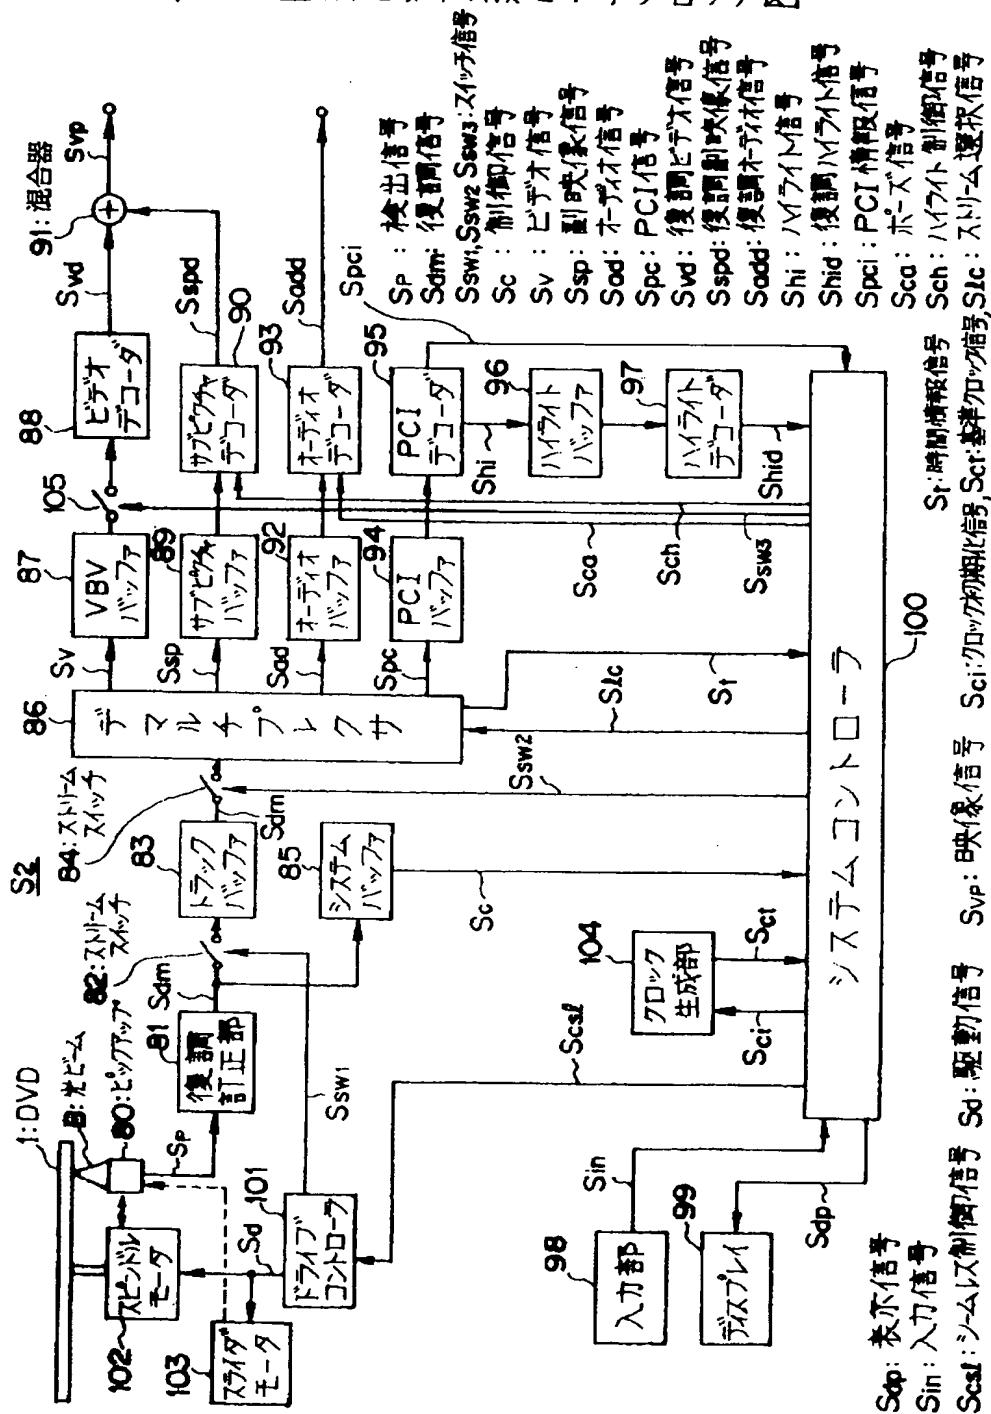 S2
1:DVD
B:光ビーム
80:ピックアップ
82:ストリーム
スイッチ
84:ストリーム
スイッチ
91:混合器
102
スピンドル
モータ
103
スライダ
モータ
101
ドライブ
コントローラ
Sd
Sp
81
復調
訂正部
Sdm
Ssw1
83
トラック
バッファ
Sdm
85
システム
バッファ
Sc
86
デマルチプレクサ
Sv
87
VBV
バッファ
105
88
ビデオ
デコーダ
Svd
Svp
Ssp
89
サブピクチャ
バッファ
サブピクチャ
デコーダ
90
Sspd
Sad
92
オーディオ
バッファ
93
オーディオ
デコーダ
Sadd
Spc
94
PCI
バッファ
95
PCI
デコーダ
Spci
Shi
96
ハイライト
バッファ
97
ハイライト
デコーダ
Shid
Sca
Sch
Ssw3
St
Slc
Ssw2
104
クロック
生成部
Sct
Sci
Scsl
98
入力部
Sin
99
ディスプレイ
Sdp
システムコントローラ
100
Sp:検出信号
Sdm:復調信号
Ssw1,Ssw2 Ssw3:スイッチ信号
Sc:制御信号
Sv:ビデオ信号
Ssp:副映像信号
Sad:オーディオ信号
Spc:PCI信号
Svd:復調ビデオ信号
Sspd:復調副映像信号
Sadd:復調オーディオ信号
Shi:ハイライト信号
Shid:復調ハイライト信号
Spci:PCI情報信号
Sca:ポーズ信号
Sch:ハイライト制御信号
Slc:ストリーム選択信号
St:時間情報信号
Sci:クロック初期化信号,Sct:基準クロック信号,
Svp:映像信号
Sd:駆動信号
Sdp:表示信号
Sin:入力信号
Scsl:シームレス制御信号